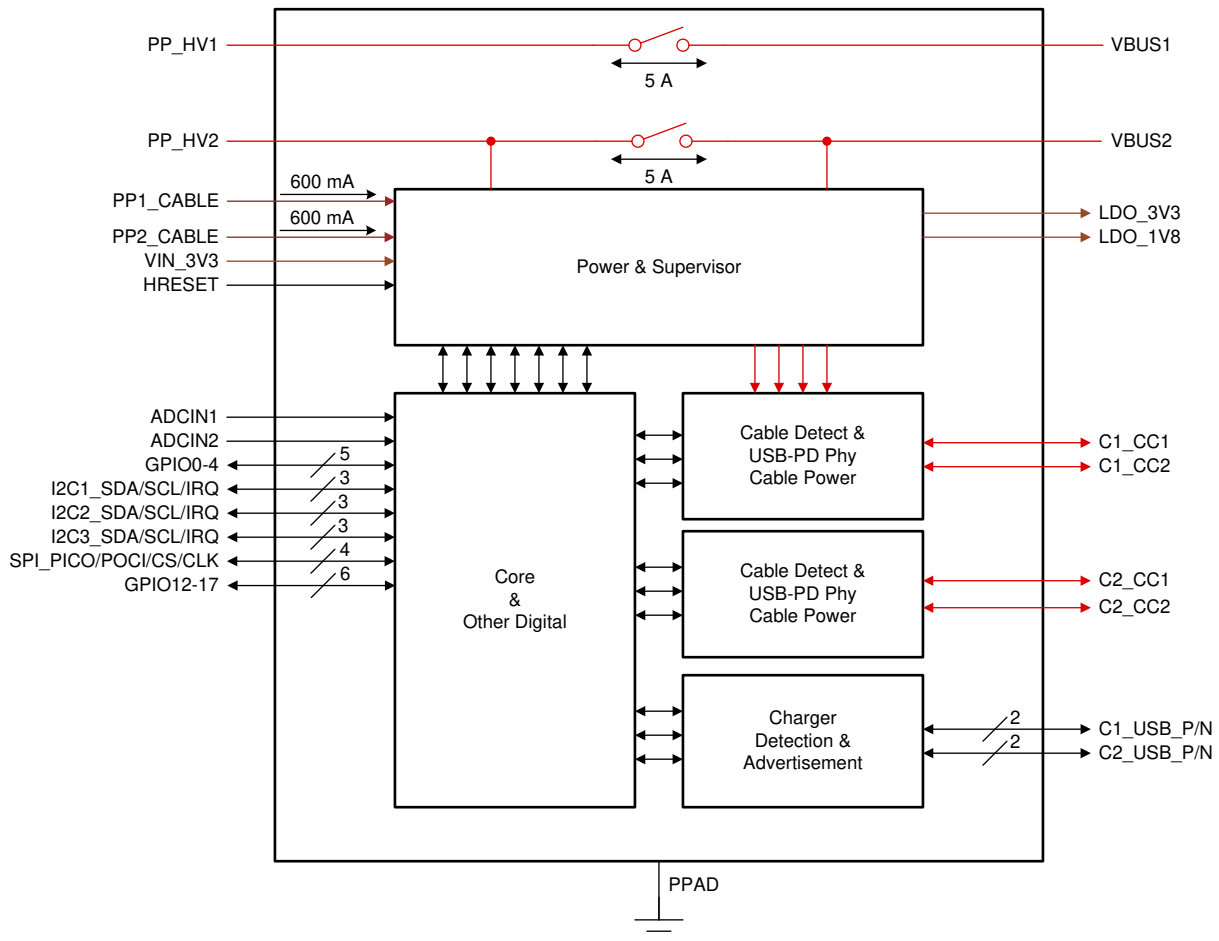 PP_HV1
VBUS1
5 A
PP_HV2
VBUS2
5 A
600 mA
PP1_CABLE
600 mA
PP2_CABLE
VIN_3V3
HRESET
Power & Supervisor
LDO_3V3
LDO_1V8
ADCIN1
ADCIN2
GPIO0-4
5
I2C1_SDA/SCL/IRQ
3
I2C2_SDA/SCL/IRQ
3
I2C3_SDA/SCL/IRQ
3
SPI_PICO/POCI/CS/CLK
4
GPIO12-17
6
Core
&
Other Digital
Cable Detect &
USB-PD Phy
Cable Power
C1_CC1
C1_CC2
Cable Detect &
USB-PD Phy
Cable Power
C2_CC1
C2_CC2
Charger
Detection &
Advertisement
2
C1_USB_P/N
2
C2_USB_P/N
PPAD